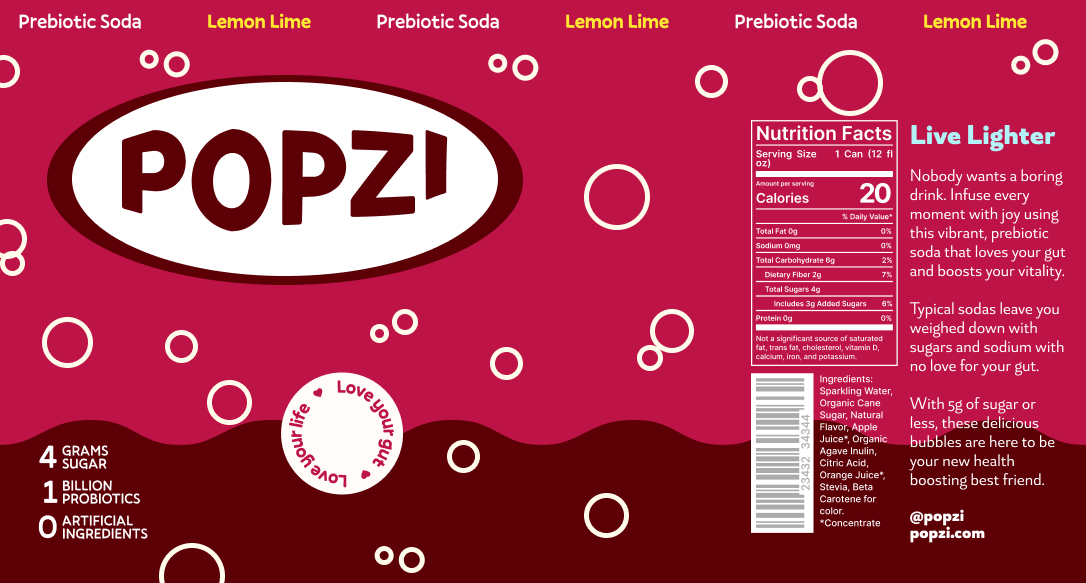 Prebiotic Soda Lemon Lime Prebiotic Soda Lemon Lime Prebiotic Soda Lemon Lime
POPZI
Love your gut ♥ Love your life ♥
4 GRAMS
SUGAR
1 BILLION
PROBIOTICS
0 ARTIFICIAL
INGREDIENTS
Nutrition Facts
Serving Size 1 Can (12 fl
oz)
Amount per serving
Calories 20
% Daily Value*
Total Fat 0g 0%
Sodium 0mg 0%
Total Carbohydrate 6g 2%
Dietary Fiber 2g 7%
Total Sugars 4g
Includes 3g Added Sugars 6%
Protein 0g 0%
Not a significant source of saturated
fat, trans fat, cholesterol, vitamin D,
calcium, iron, and potassium.
23432 34344
Ingredients:
Sparkling Water,
Organic Cane
Sugar, Natural
Flavor, Apple
Juice*, Organic
Agave Inulin,
Citric Acid,
Orange Juice*,
Stevia, Beta
Carotene for
color.
*Concentrate
Live Lighter
Nobody wants a boring
drink. Infuse every
moment with joy using
this vibrant, prebiotic
soda that loves your gut
and boosts your vitality.
Typical sodas leave you
weighed down with
sugars and sodium with
no love for your gut.
With 5g of sugar or
less, these delicious
bubbles are here to be
your new health
boosting best friend.
@popzi
popzi.com